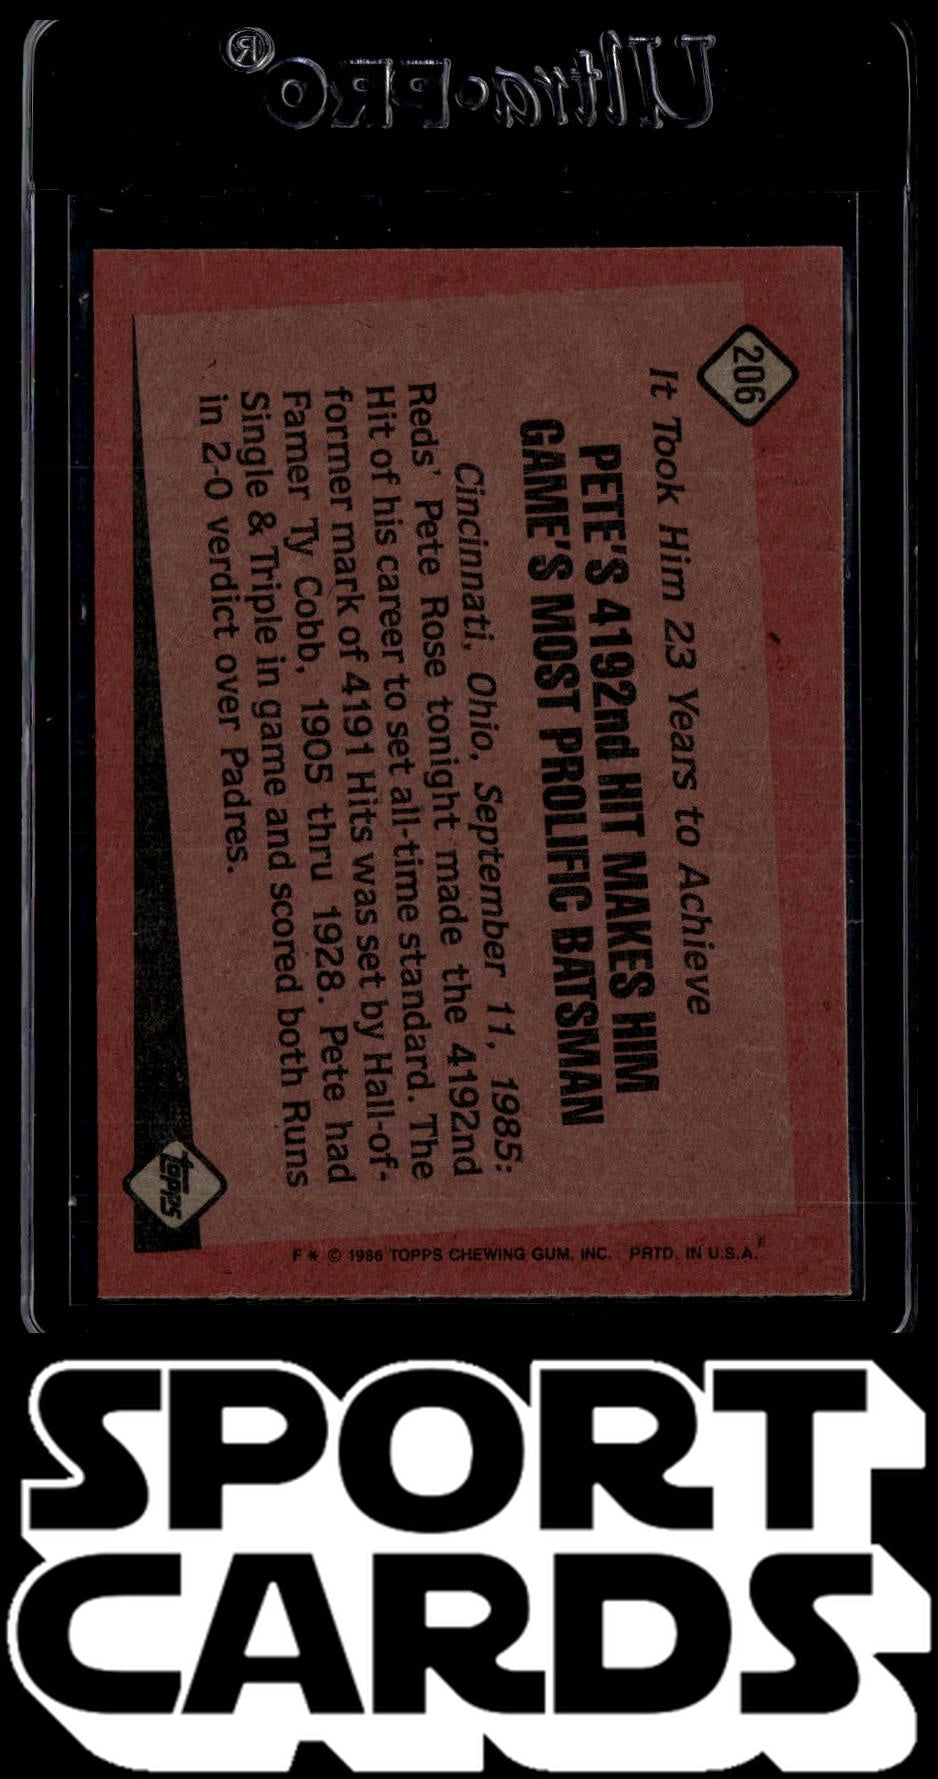 Ultra·PRO®
206
It Took Him 23 Years to Achieve
PETE'S 4192nd HIT MAKES HIM
GAME'S MOST PROLIFIC BATSMAN
Cincinnati, Ohio, September 11, 1985:
Reds' Pete Rose tonight made the 4192nd
Hit of his career to set all-time standard. The
former mark of 4191 Hits was set by Hall-of-
Famer Ty Cobb, 1905 thru 1928. Pete had
Single & Triple in game and scored both Runs
in 2-0 verdict over Padres.
topps
F * © 1986 TOPPS CHEWING GUM, INC. PRTD. IN U.S.A.
SPORT
CARDS